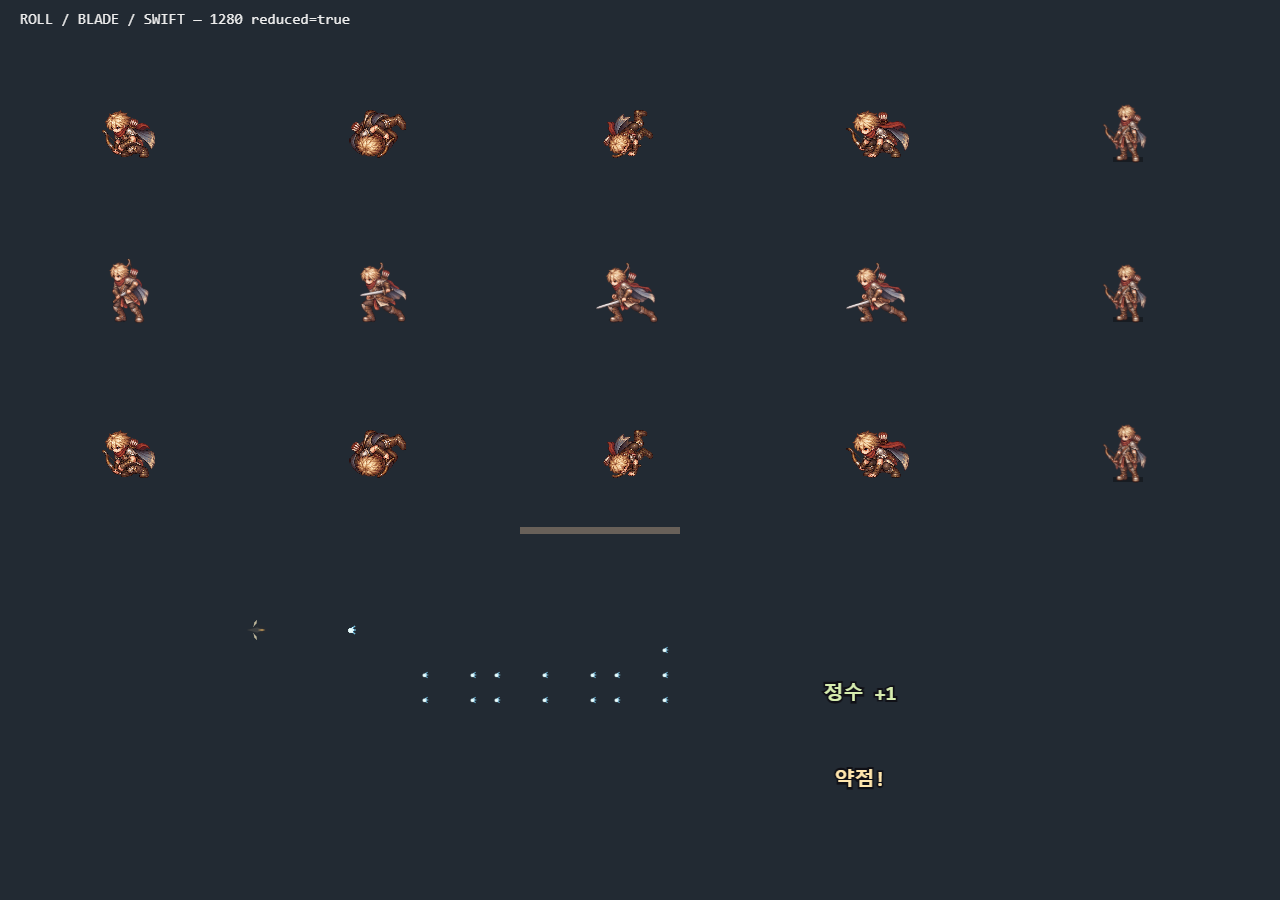 ROLL / BLADE / SWIFT — 1280 reduced=true
정수 +1
약점!